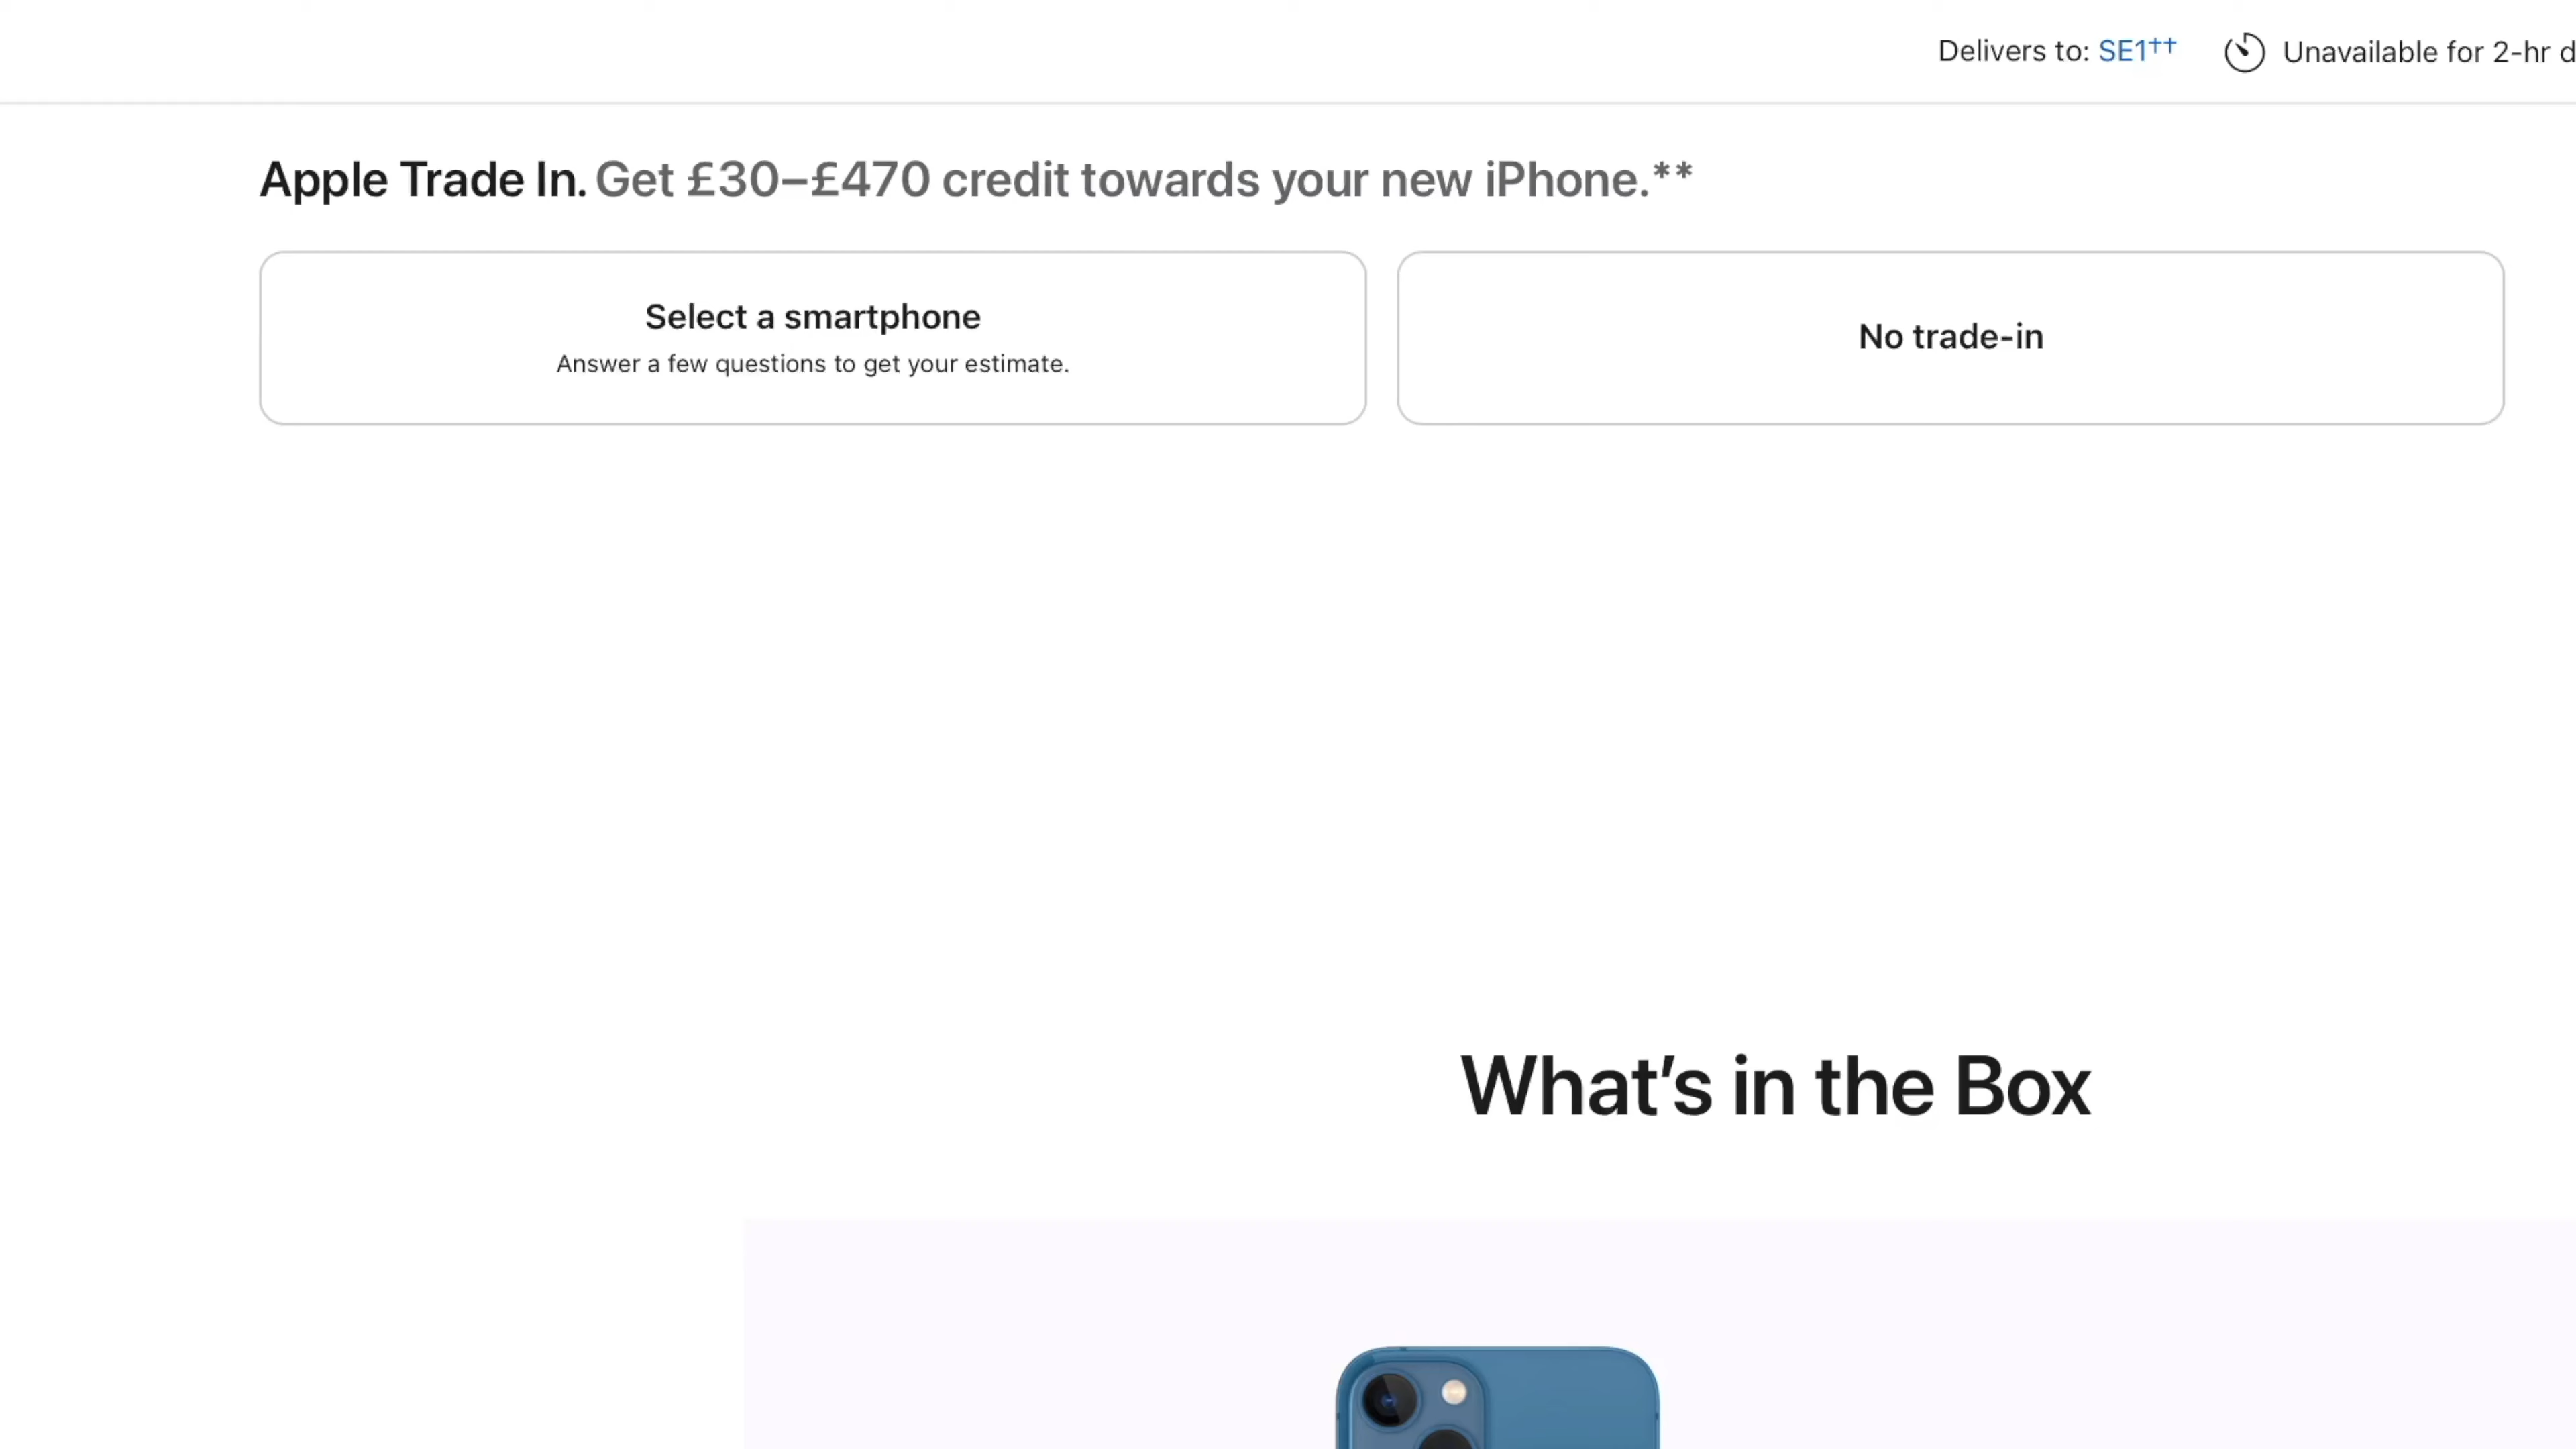 Delivers to: SE1†† Unavailable for 2-hr
Apple Trade In. Get £30–£470 credit towards your new iPhone.**
Select a smartphone
Answer a few questions to get your estimate.
No trade-in
What’s in the Box